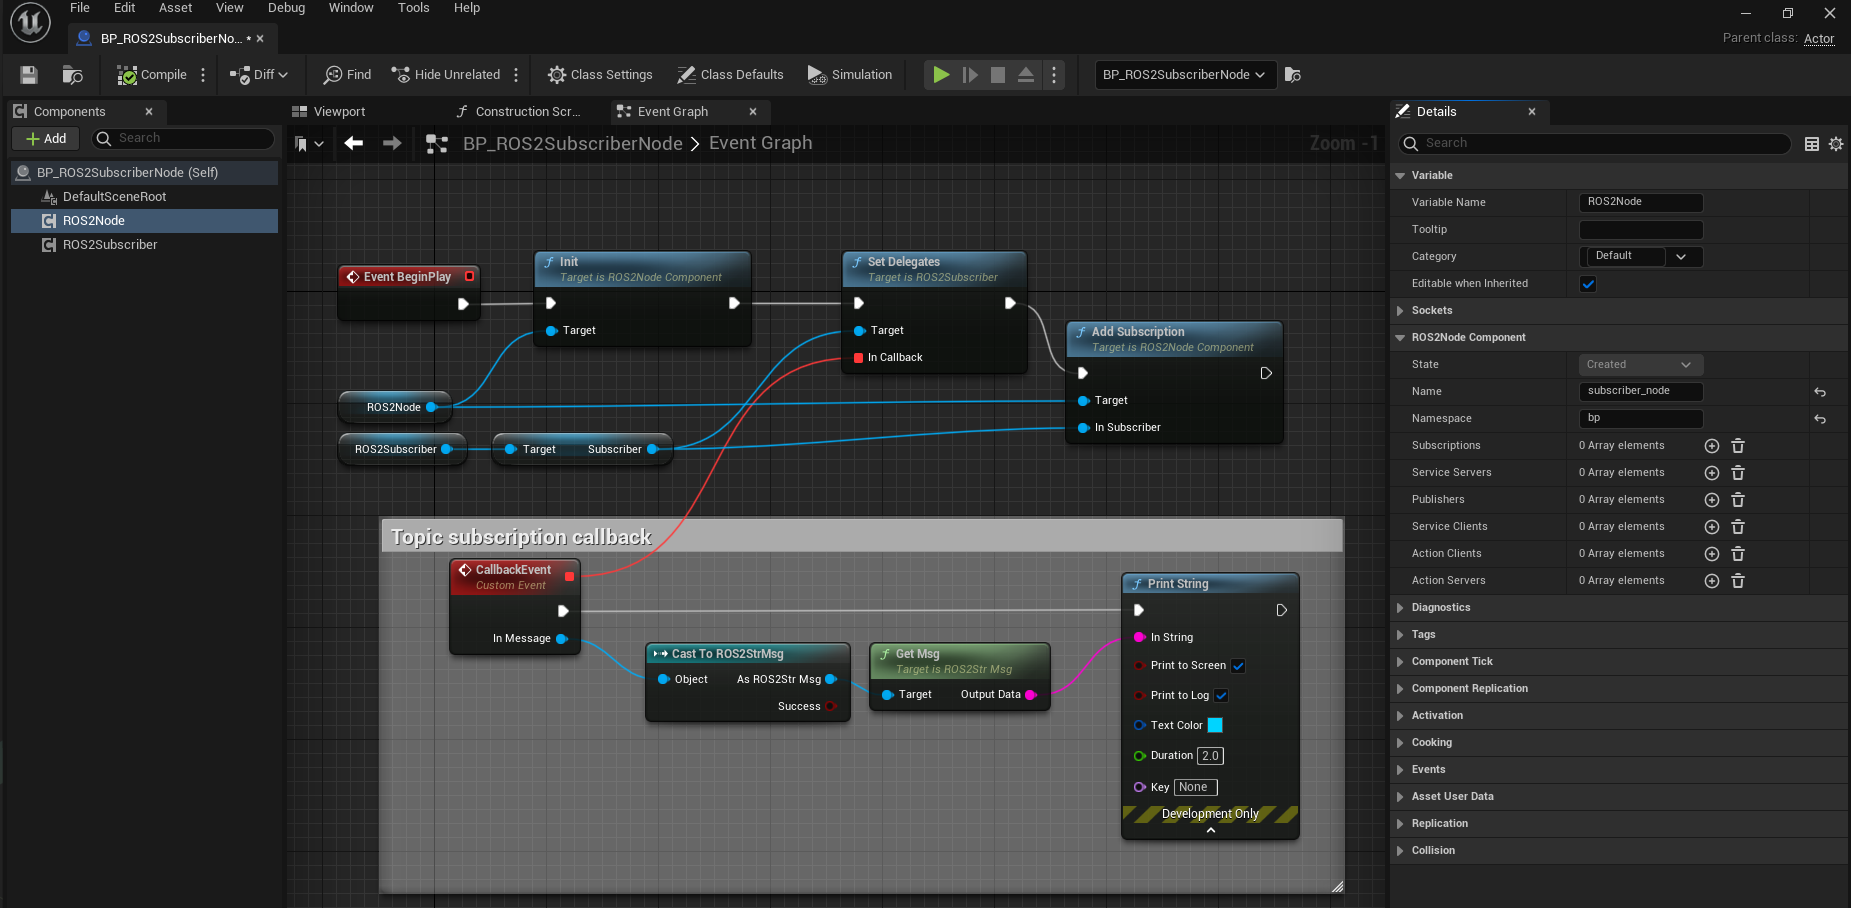 File Edit Asset View Debug Window Tools Help
BP_ROS2SubscriberNo... •
Parent class: Actor
Compile Diff Find Hide Unrelated Class Settings Class Defaults Simulation BP_ROS2SubscriberNode
Components
Add Search
BP_ROS2SubscriberNode (Self)
DefaultSceneRoot
ROS2Node
ROS2Subscriber
Viewport Construction Scr... Event Graph
BP_ROS2SubscriberNode > Event Graph Zoom -1
Event BeginPlay
Init
Target is ROS2Node Component
Target
Set Delegates
Target is ROS2Subscriber
Target
In Callback
Add Subscription
Target is ROS2Node Component
Target
In Subscriber
ROS2Node
ROS2Subscriber
Target Subscriber
Topic subscription callback
CallbackEvent
Custom Event
In Message
Cast To ROS2StrMsg
Object As ROS2Str Msg
Success
Get Msg
Target is ROS2Str Msg
Target Output Data
Print String
In String
Print to Screen
Print to Log
Text Color
Duration 2.0
Key None
Development Only
Details
Search
Variable
Variable Name ROS2Node
Tooltip
Category Default
Editable when Inherited
Sockets
ROS2Node Component
State Created
Name subscriber_node
Namespace bp
Subscriptions 0 Array elements
Service Servers 0 Array elements
Publishers 0 Array elements
Service Clients 0 Array elements
Action Clients 0 Array elements
Action Servers 0 Array elements
Diagnostics
Tags
Component Tick
Component Replication
Activation
Cooking
Events
Asset User Data
Replication
Collision